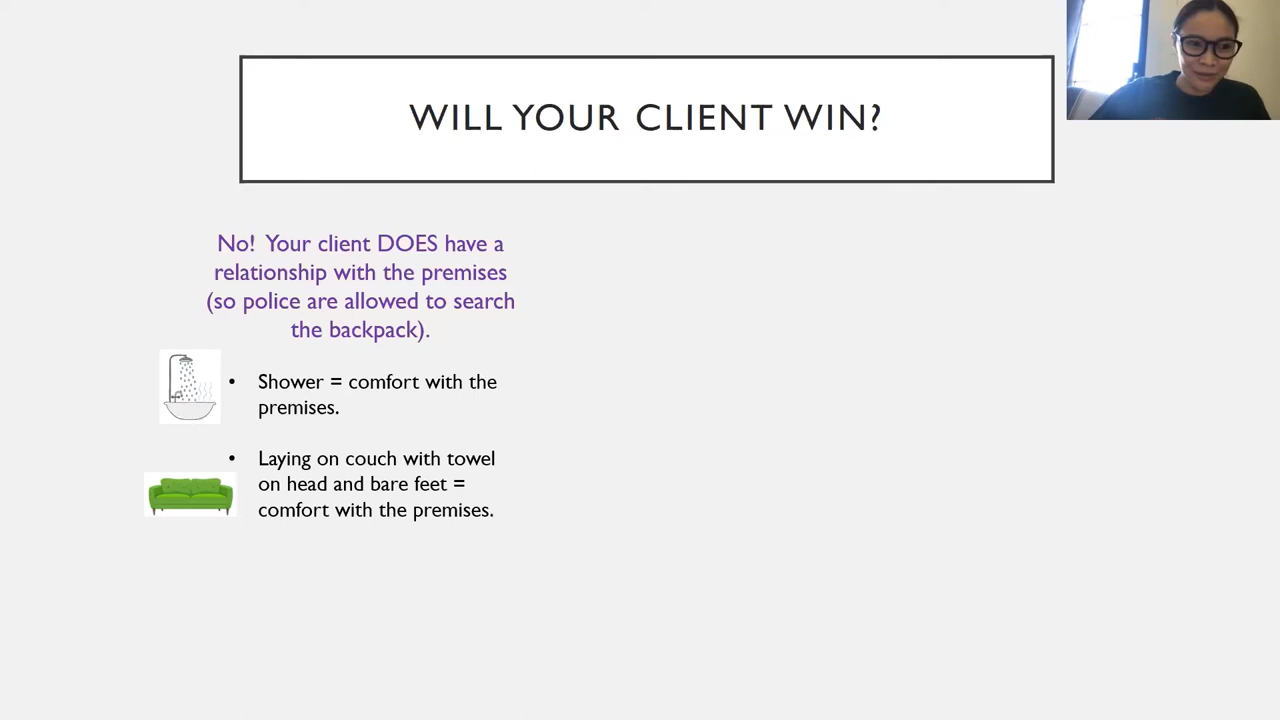 WILL YOUR CLIENT WIN?
No! Your client DOES have a
relationship with the premises
(so police are allowed to search
the backpack).
• Shower = comfort with the
premises.
• Laying on couch with towel
on head and bare feet =
comfort with the premises.